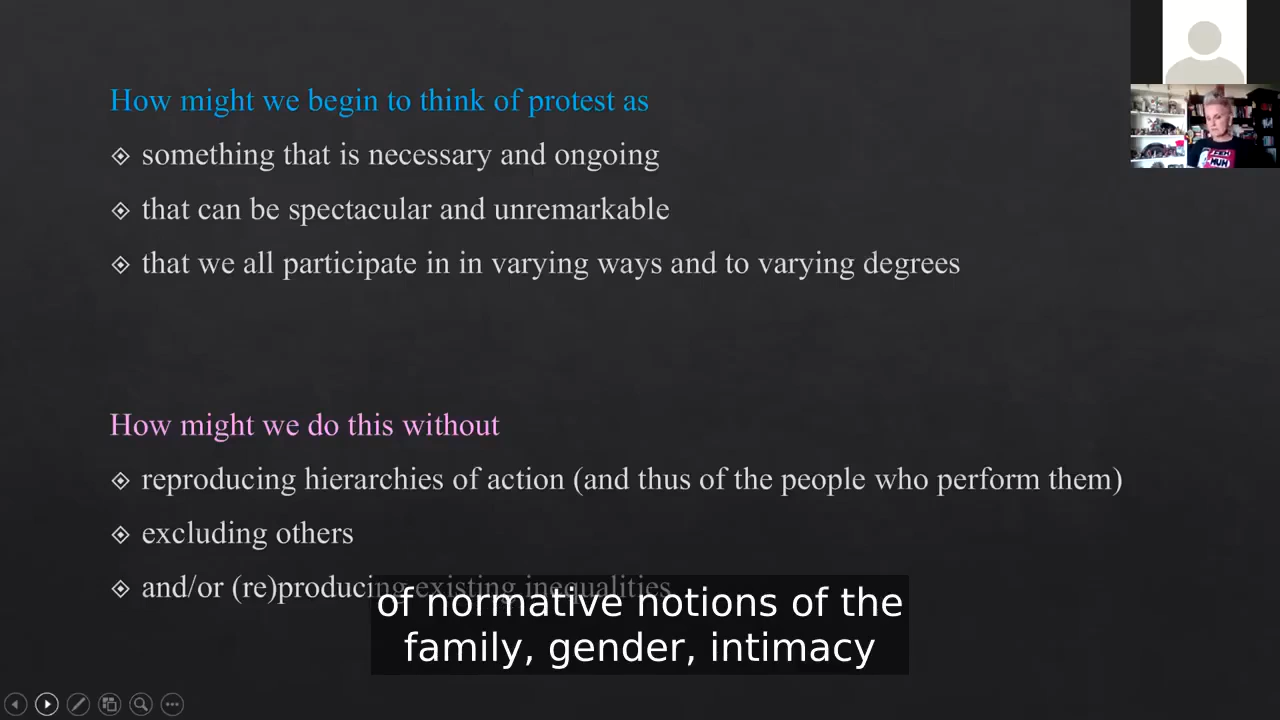 How might we begin to think of protest as
something that is necessary and ongoing
that can be spectacular and unremarkable
that we all participate in in varying ways and to varying degrees
How might we do this without
reproducing hierarchies of action (and thus of the people who perform them)
excluding others
and/or (re)producing existing inequalities
of normative notions of the
family, gender, intimacy